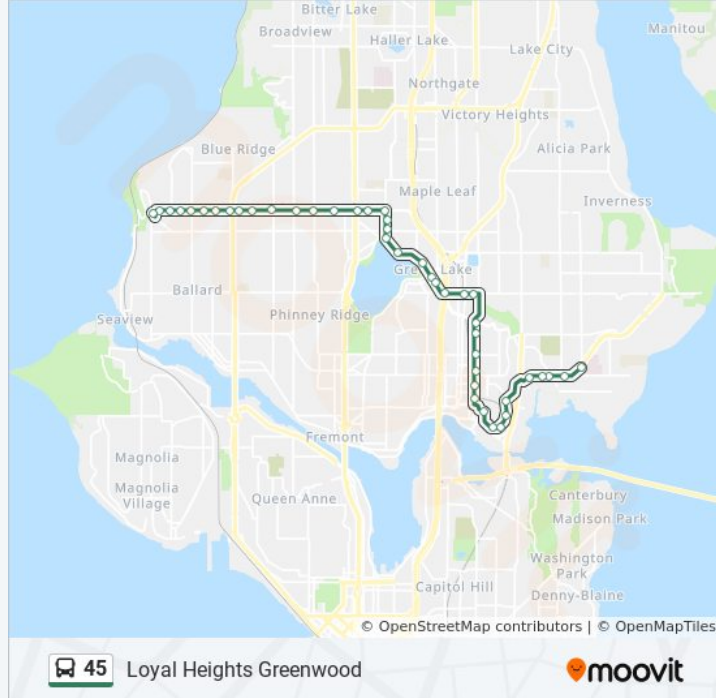 Bitter Lake
Manitou
Broadview
Haller Lake
Lake City
Northgate
Victory Heights
Blue Ridge
Alicia Park
Maple Leaf
Inverness
Green Lake
Ballard
Phinney Ridge
Seaview
Fremont
Magnolia
Magnolia
Village
Queen Anne
Canterbury
Madison Park
Washington
Park
Capitol Hill
Denny-Blaine
© OpenStreetMap contributors | © OpenMapTiles
45 Loyal Heights Greenwood
moovit